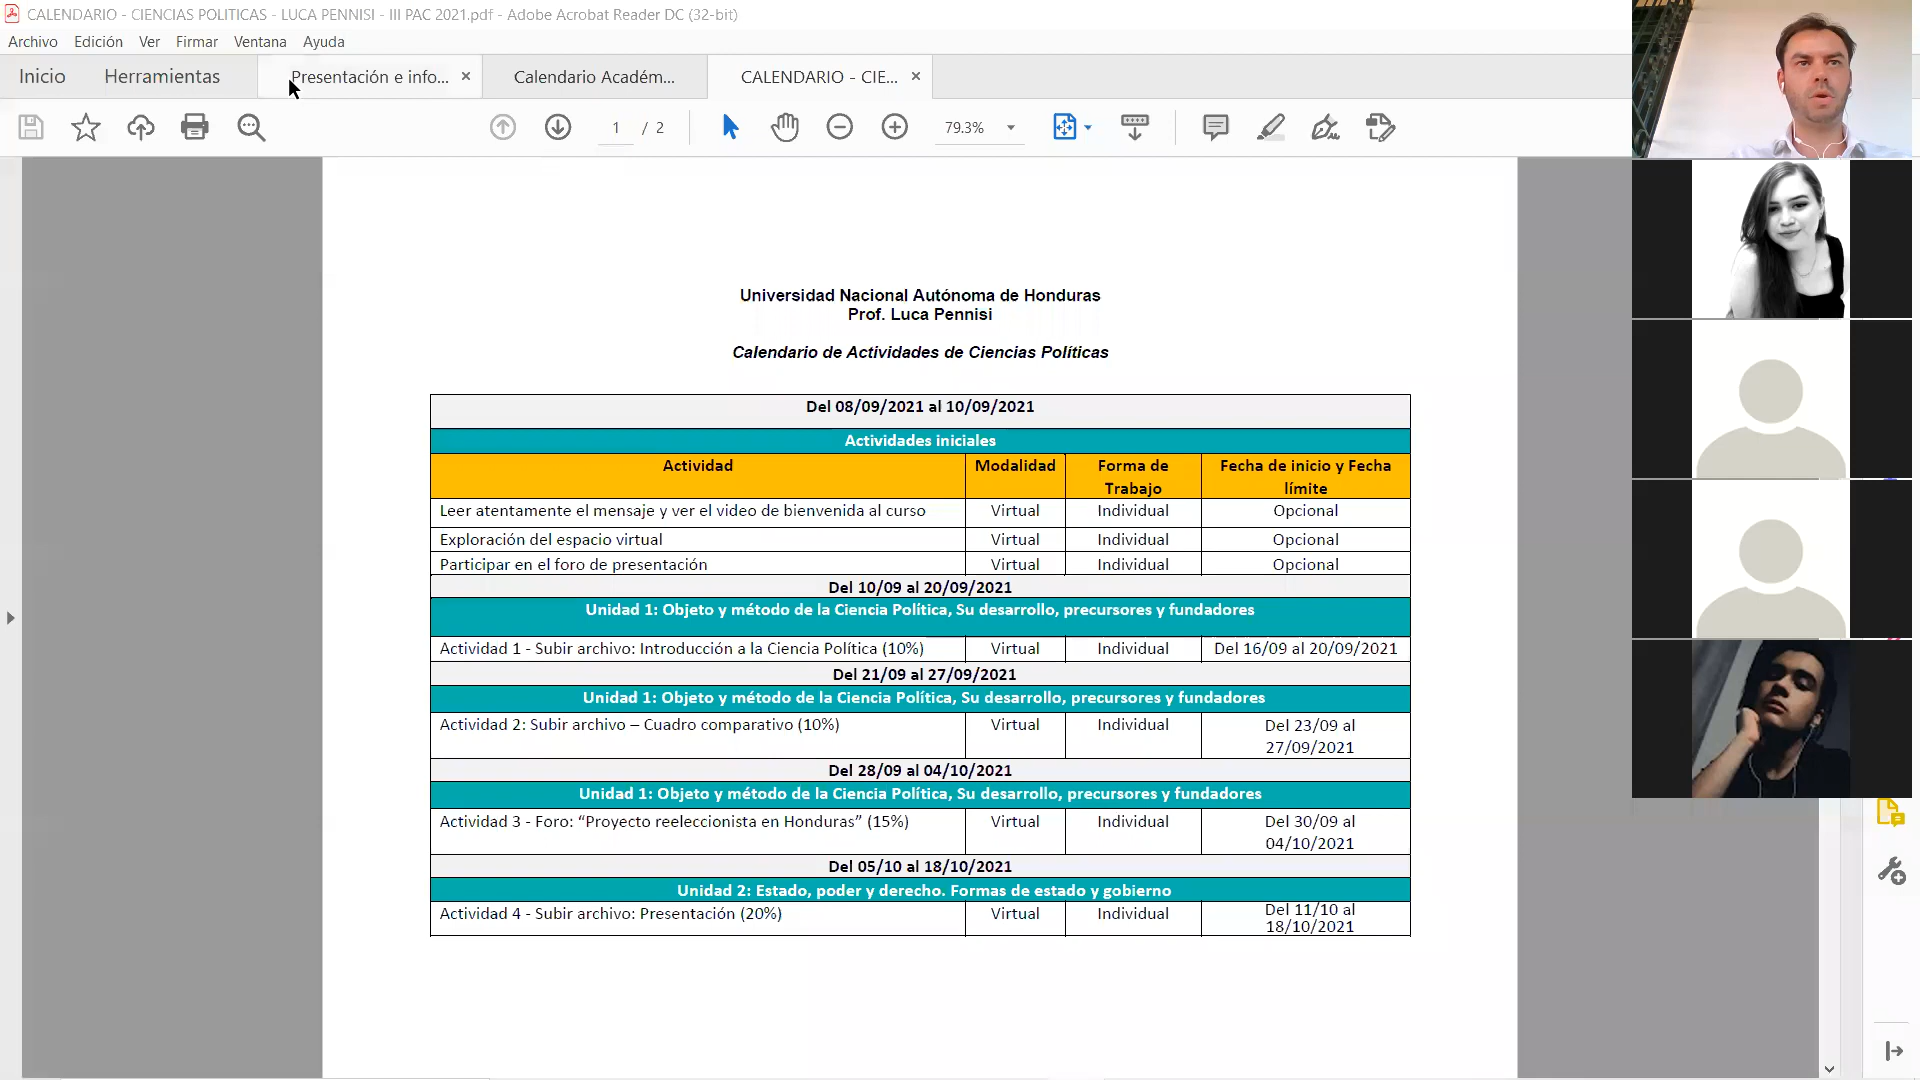 CALENDARIO - CIENCIAS POLITICAS - LUCA PENNISI - III PAC 2021.pdf - Adobe Acrobat Reader DC (32-bit)
Archivo Edición Ver Firmar Ventana Ayuda
Inicio Herramientas Presentación e info... × Calendario Académ... CALENDARIO - CIE... ×
1 / 2 79.3%
Universidad Nacional Autónoma de Honduras
Prof. Luca Pennisi
Calendario de Actividades de Ciencias Políticas
Del 08/09/2021 al 10/09/2021
Actividades iniciales
Actividad Modalidad Forma de Trabajo Fecha de inicio y Fecha límite
Leer atentamente el mensaje y ver el video de bienvenida al curso Virtual Individual Opcional
Exploración del espacio virtual Virtual Individual Opcional
Participar en el foro de presentación Virtual Individual Opcional
Del 10/09 al 20/09/2021
Unidad 1: Objeto y método de la Ciencia Política, Su desarrollo, precursores y fundadores
Actividad 1 - Subir archivo: Introducción a la Ciencia Política (10%) Virtual Individual Del 16/09 al 20/09/2021
Del 21/09 al 27/09/2021
Unidad 1: Objeto y método de la Ciencia Política, Su desarrollo, precursores y fundadores
Actividad 2: Subir archivo – Cuadro comparativo (10%) Virtual Individual Del 23/09 al 27/09/2021
Del 28/09 al 04/10/2021
Unidad 1: Objeto y método de la Ciencia Política, Su desarrollo, precursores y fundadores
Actividad 3 - Foro: “Proyecto reeleccionista en Honduras” (15%) Virtual Individual Del 30/09 al 04/10/2021
Del 05/10 al 18/10/2021
Unidad 2: Estado, poder y derecho. Formas de estado y gobierno
Actividad 4 - Subir archivo: Presentación (20%) Virtual Individual Del 11/10 al 18/10/2021